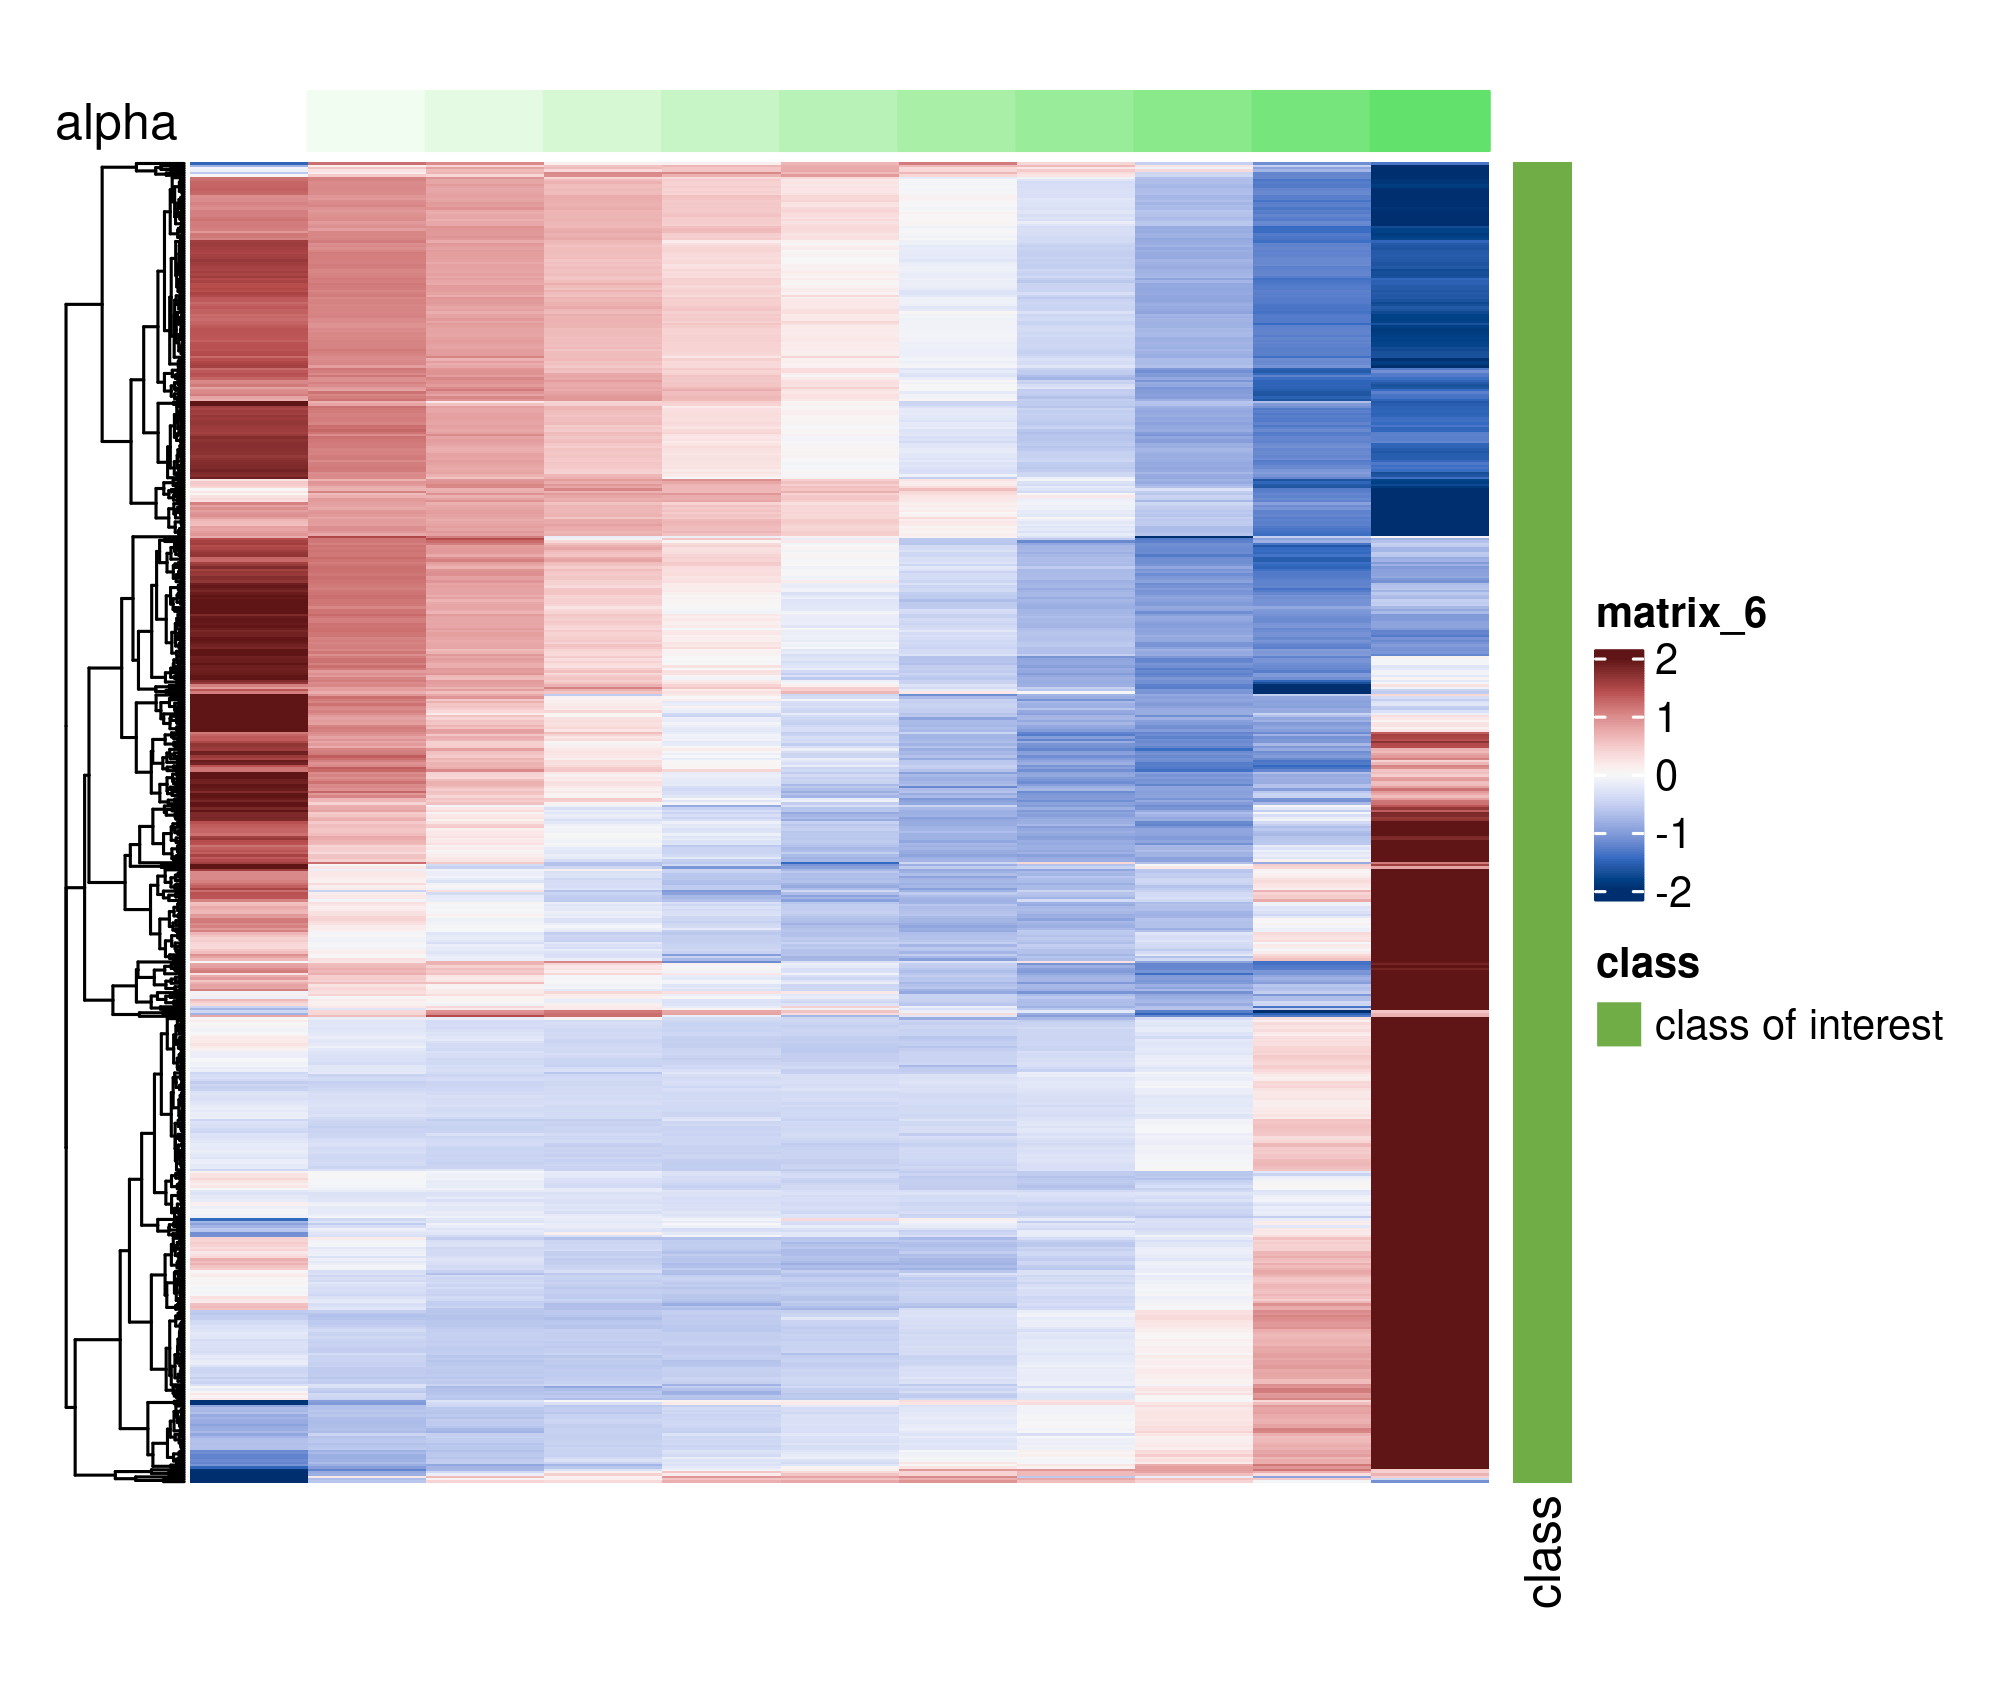 alpha
matrix_6
2
1
0
-1
-2
class
class of interest
class